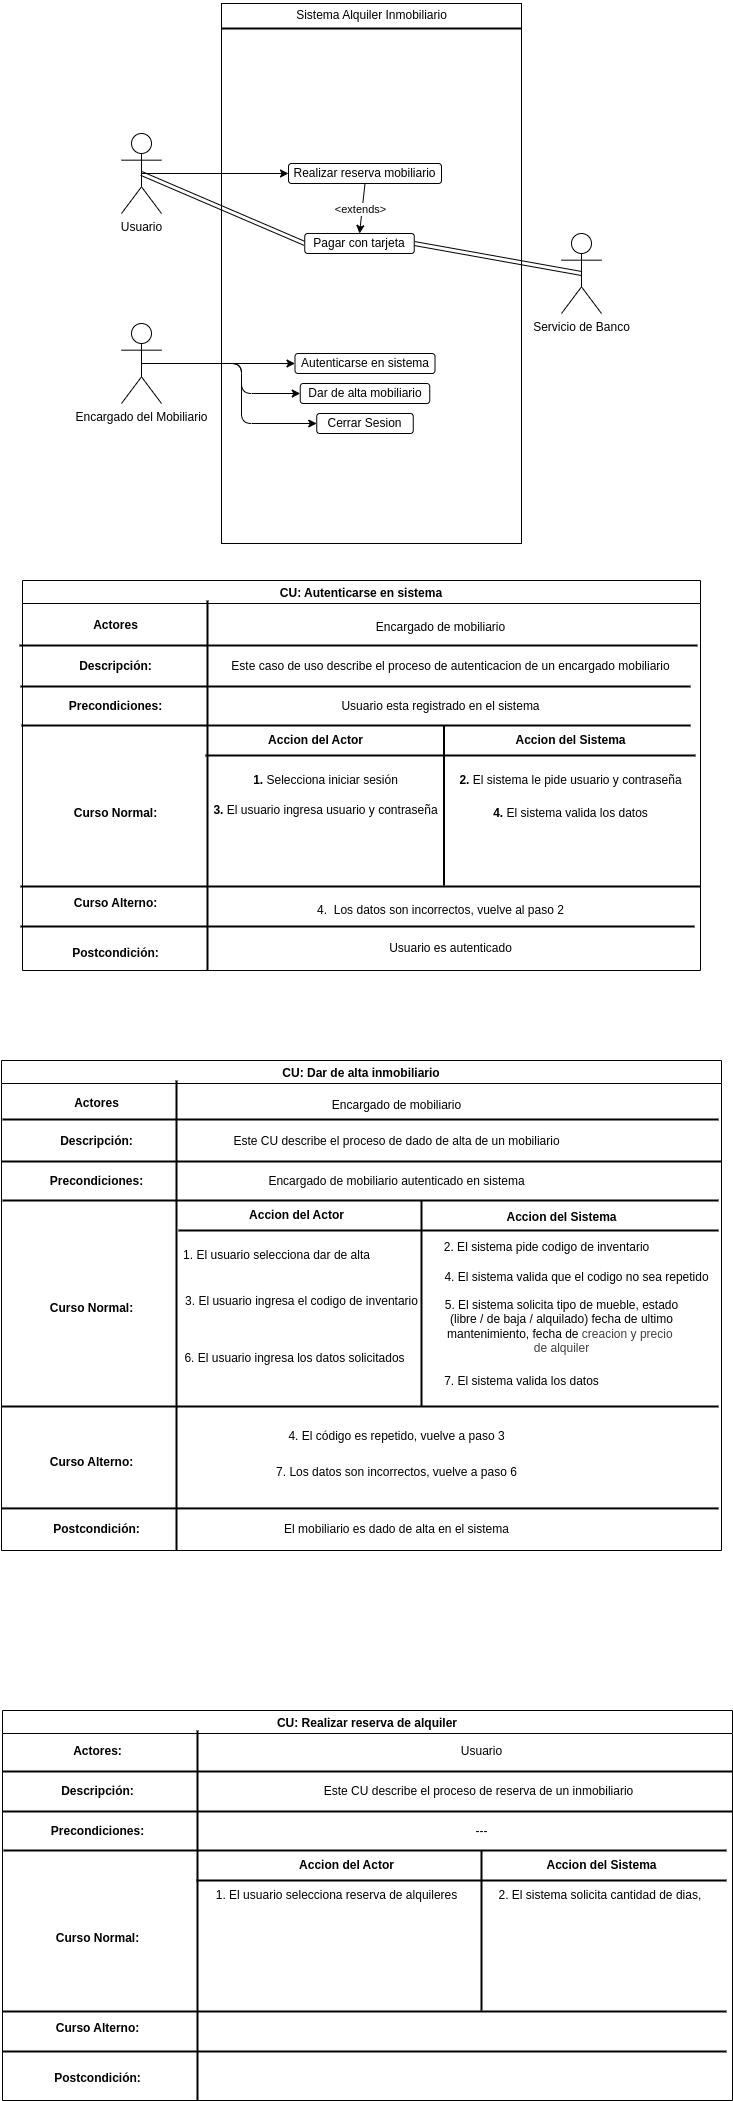 Sistema Alquiler Inmobiliario
Realizar reserva mobiliario
<extends>
Usuario
Pagar con tarjeta
Servicio de Banco
Autenticarse en sistema
Dar de alta mobiliario
Encargado del Mobiliario
Cerrar Sesion
CU: Autenticarse en sistema
Actores
Encargado de mobiliario
Descripción:
Este caso de uso describe el proceso de autenticacion de un encargado mobiliario
Precondiciones:
Usuario esta registrado en el sistema
Accion del Actor
Accion del Sistema
Curso Normal:
1. Selecciona iniciar sesión
2. El sistema le pide usuario y contraseña
3. El usuario ingresa usuario y contraseña
4. El sistema valida los datos
Curso Alterno:
4.  Los datos son incorrectos, vuelve al paso 2
Postcondición:
Usuario es autenticado
CU: Dar de alta inmobiliario
Actores
Encargado de mobiliario
Descripción:
Este CU describe el proceso de dado de alta de un mobiliario
Precondiciones:
Encargado de mobiliario autenticado en sistema
Accion del Actor
Accion del Sistema
Curso Normal:
1. El usuario selecciona dar de alta
2. El sistema pide codigo de inventario
3. El usuario ingresa el codigo de inventario
4. El sistema valida que el codigo no sea repetido
5. El sistema solicita tipo de mueble, estado
(libre / de baja / alquilado) fecha de ultimo
mantenimiento, fecha de creacion y precio
de alquiler
6. El usuario ingresa los datos solicitados
7. El sistema valida los datos
Curso Alterno:
4. El código es repetido, vuelve a paso 3
7. Los datos son incorrectos, vuelve a paso 6
Postcondición:
El mobiliario es dado de alta en el sistema
CU: Realizar reserva de alquiler
Actores:
Usuario
Descripción:
Este CU describe el proceso de reserva de un inmobiliario
Precondiciones:
---
Accion del Actor
Accion del Sistema
Curso Normal:
1. El usuario selecciona reserva de alquileres
2. El sistema solicita cantidad de dias,
Curso Alterno:
Postcondición: